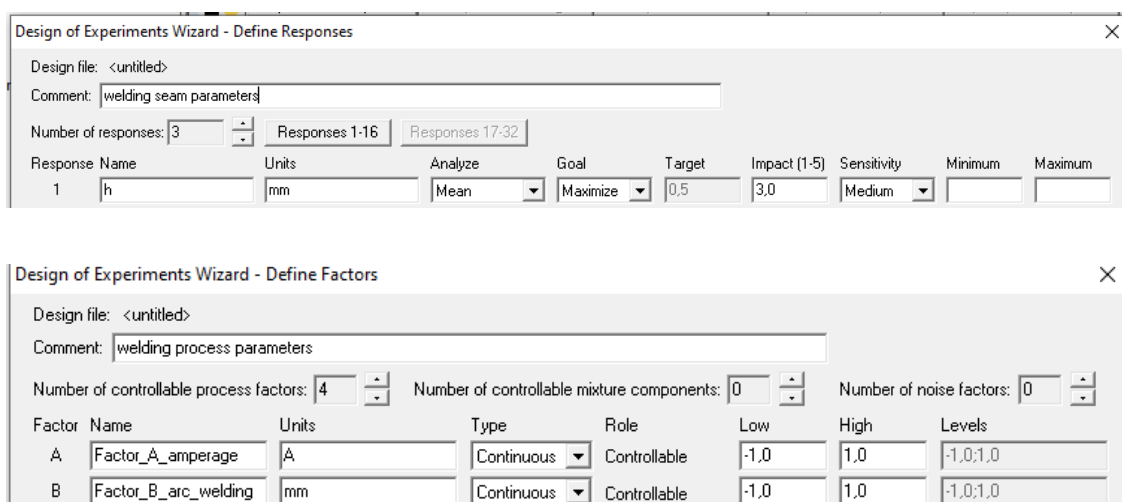 Design of Experiments Wizard - Define Responses
Design file: <untitled>
Comment: welding seam parameters
Number of responses: 3 Responses 1-16 Responses 17-32
Response Name Units Analyze Goal Target Impact (1-5) Sensitivity Minimum Maximum
1 h mm Mean Maximize 0,5 3,0 Medium
Design of Experiments Wizard - Define Factors
Design file: <untitled>
Comment: welding process parameters
Number of controllable process factors: 4 Number of controllable mixture components: 0 Number of noise factors: 0
Factor Name Units Type Role Low High Levels
A Factor_A_amperage A Continuous Controllable -1,0 1,0 -1,0;1,0
B Factor_B_arc_welding mm Continuous Controllable -1,0 1,0 -1,0;1,0